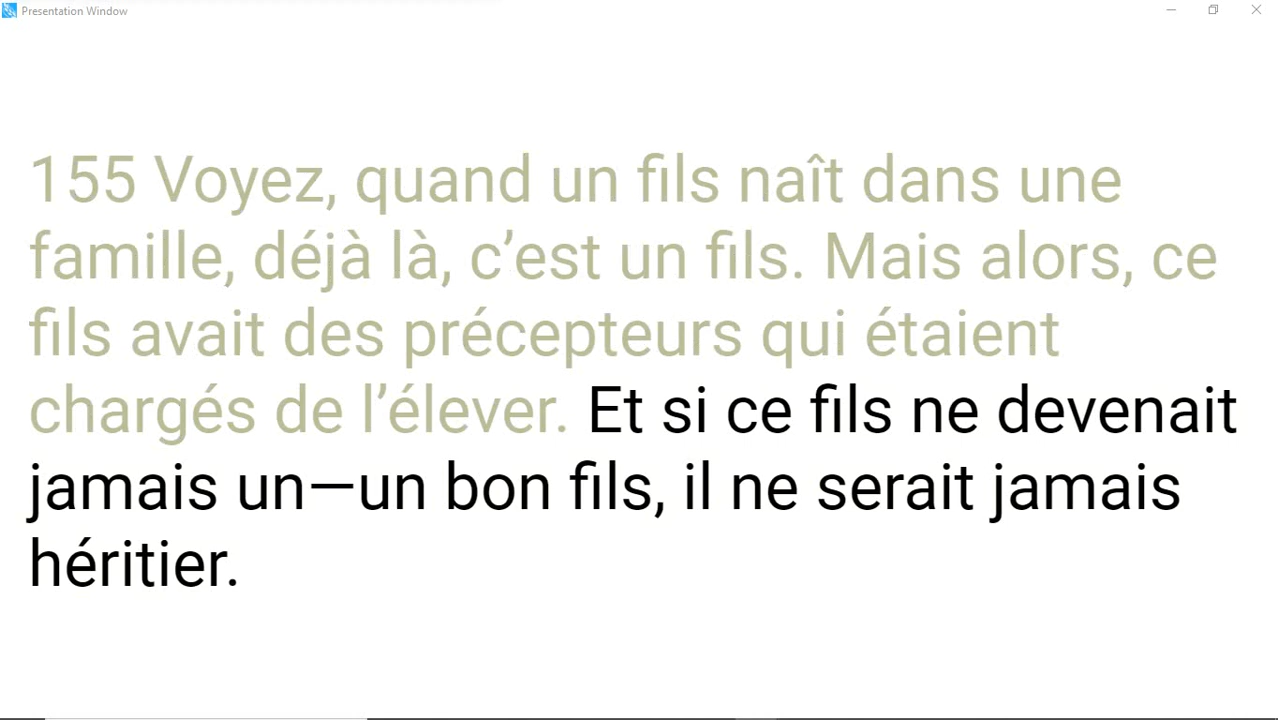 Presentation Window
155 Voyez, quand un fils naît dans une
famille, déjà là, c’est un fils. Mais alors, ce
fils avait des précepteurs qui étaient
chargés de l’élever. Et si ce fils ne devenait
jamais un—un bon fils, il ne serait jamais
héritier.